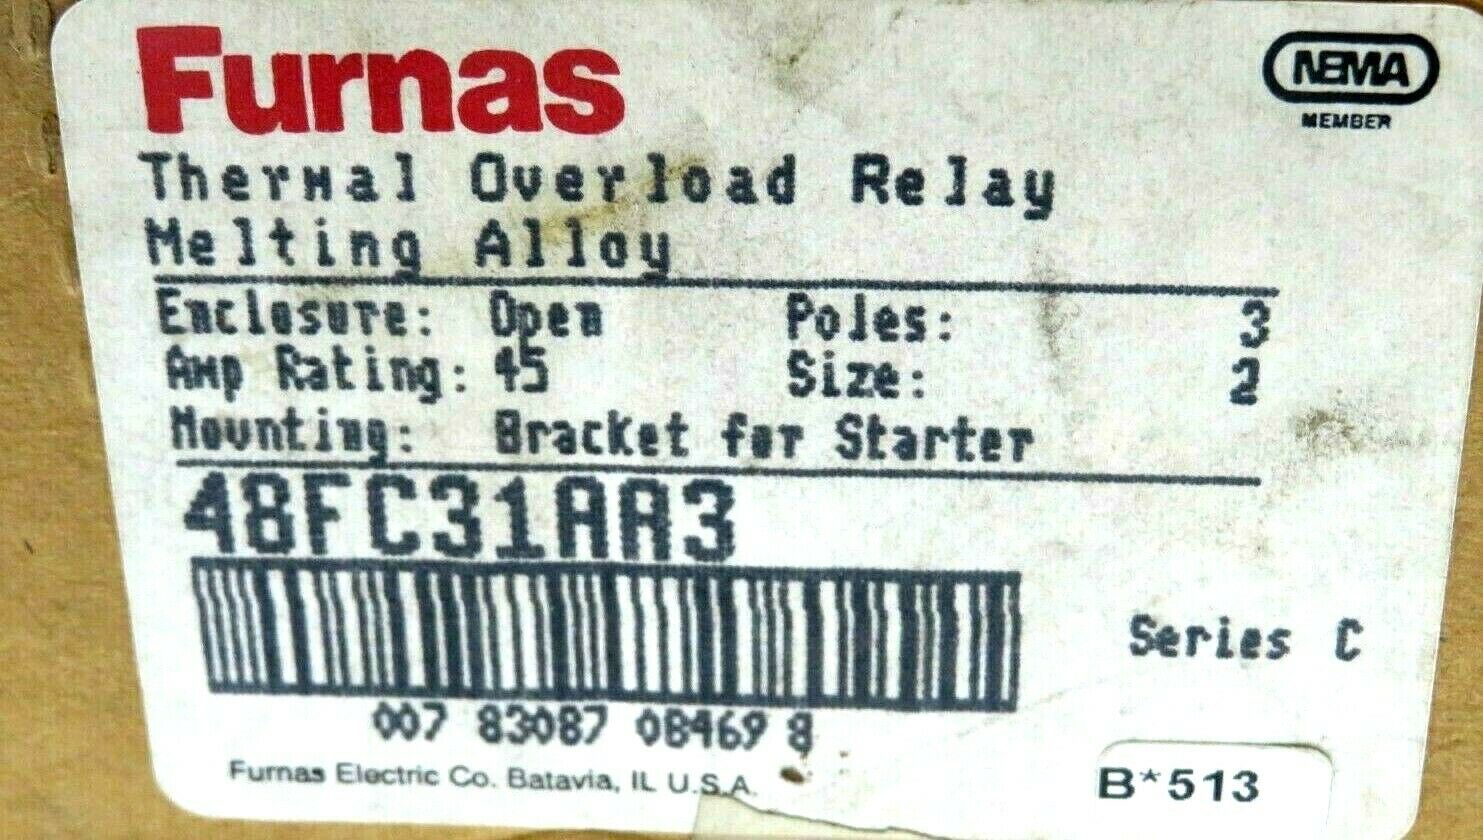 Furnas
NEMA
MEMBER
Thermal Overload Relay
Melting Alloy
Enclosure: Open Poles: 3
Amp Rating: 45 Size: 2
Mounting: Bracket for Starter
48FC31AA3
Series C
007 83087 08469 8
Furnas Electric Co. Batavia, IL U.S.A.
B*513